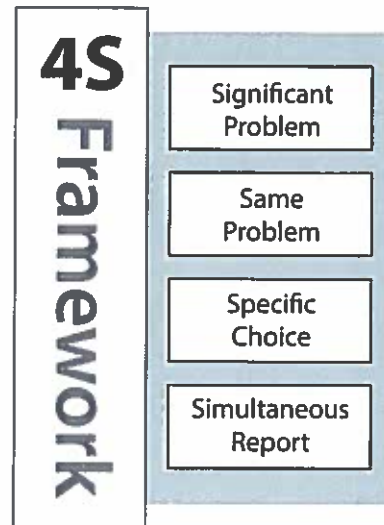 4S
Framework
Significant
Problem
Same
Problem
Specific
Choice
Simultaneous
Report